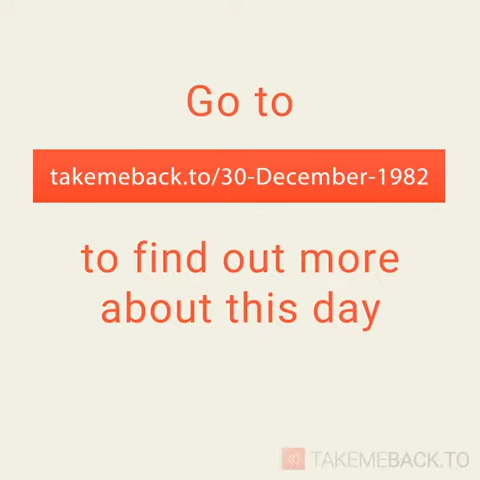 Go to
takemeback.to/30-December-1982
to find out more
about this day
TAKEMEBACK.TO